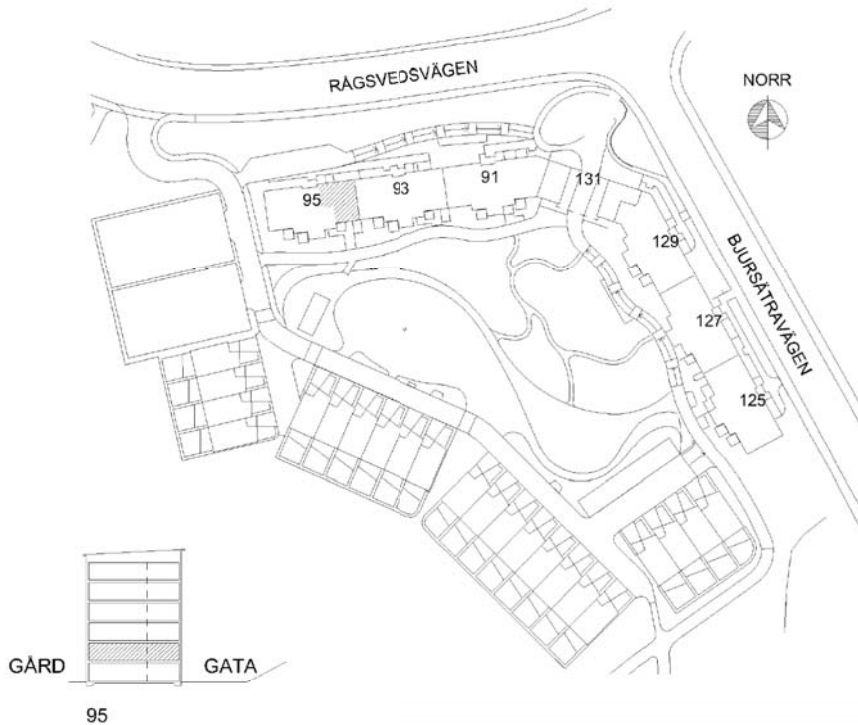 RÅGSVEDSVÄGEN
NORR
95
93
91
131
129
127
125
BJURSÄTRAVÄGEN
GÅRD
GATA
95